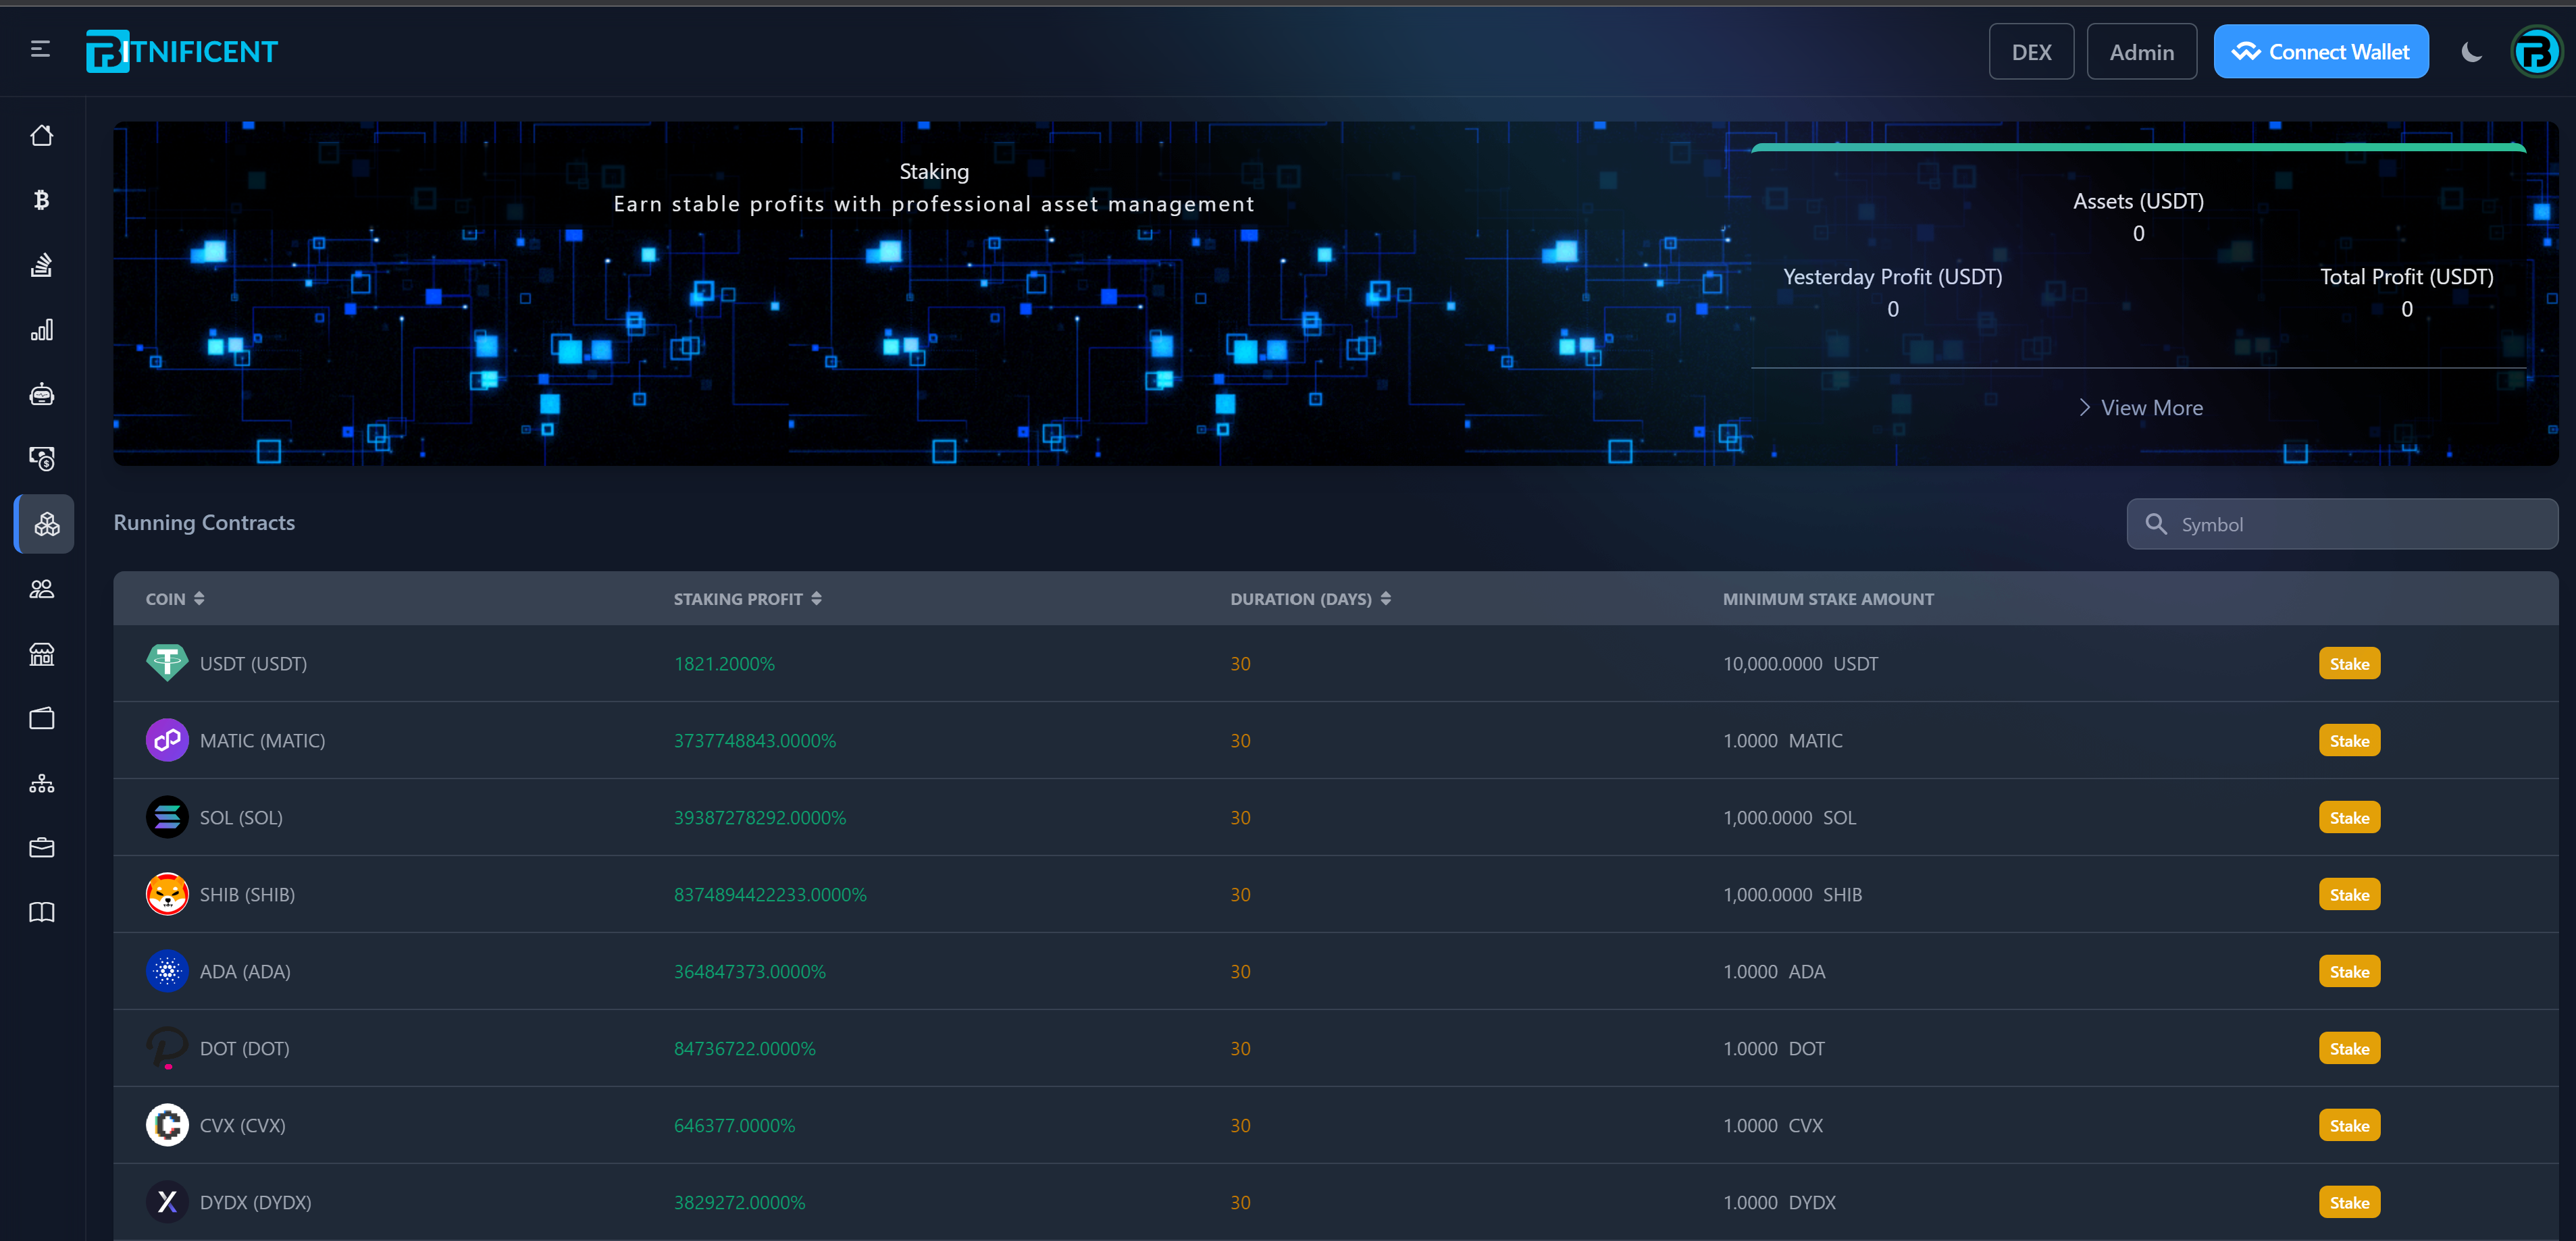 BITNIFICENT
DEX
Admin
Connect Wallet
Staking
Earn stable profits with professional asset management
Assets (USDT)
0
Yesterday Profit (USDT)
0
Total Profit (USDT)
0
View More
Running Contracts
Symbol
COIN STAKING PROFIT DURATION (DAYS) MINIMUM STAKE AMOUNT
USDT (USDT) 1821.2000% 30 10,000.0000 USDT Stake
MATIC (MATIC) 3737748843.0000% 30 1.0000 MATIC Stake
SOL (SOL) 39387278292.0000% 30 1,000.0000 SOL Stake
SHIB (SHIB) 8374894422233.0000% 30 1,000.0000 SHIB Stake
ADA (ADA) 364847373.0000% 30 1.0000 ADA Stake
DOT (DOT) 84736722.0000% 30 1.0000 DOT Stake
CVX (CVX) 646377.0000% 30 1.0000 CVX Stake
DYDX (DYDX) 3829272.0000% 30 1.0000 DYDX Stake